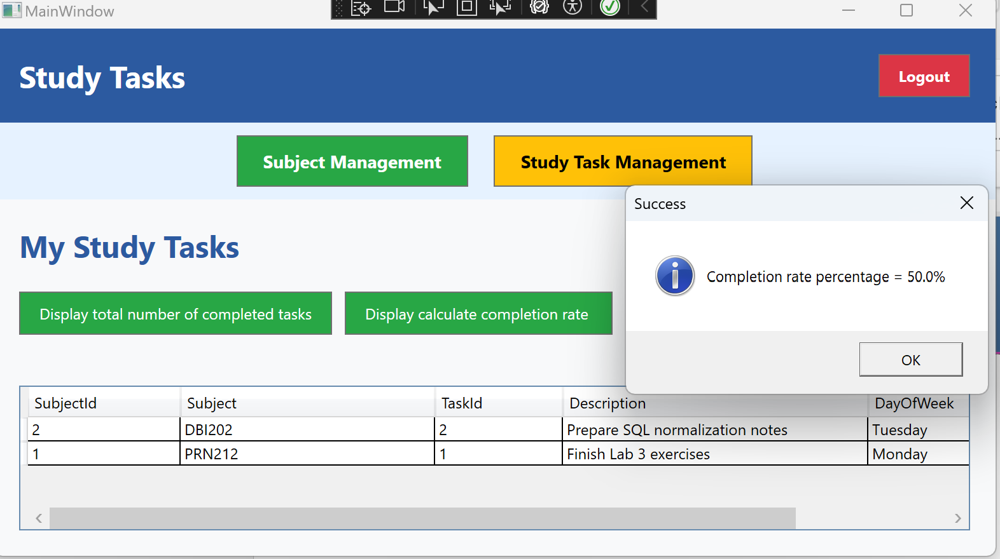 MainWindow
Study Tasks
Logout
Subject Management
Study Task Management
Success
Completion rate percentage = 50.0%
OK
My Study Tasks
Display total number of completed tasks
Display calculate completion rate
SubjectId Subject TaskId Description DayOfWeek
2 DBI202 2 Prepare SQL normalization notes Tuesday
1 PRN212 1 Finish Lab 3 exercises Monday